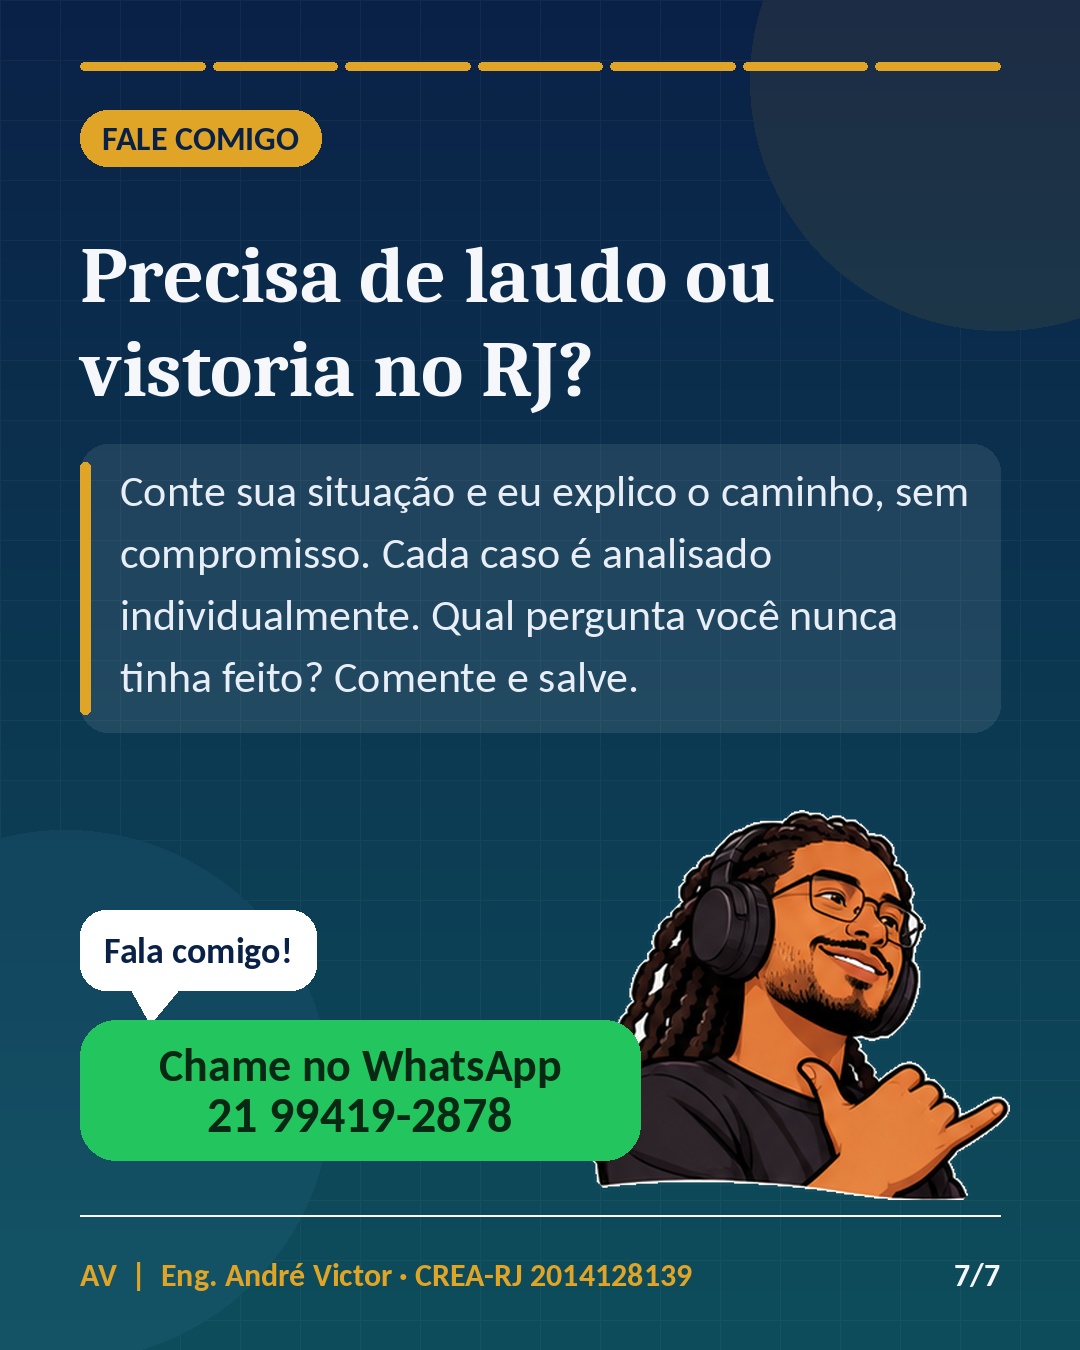 FALE COMIGO
Precisa de laudo ou
vistoria no RJ?
Conte sua situação e eu explico o caminho, sem
compromisso. Cada caso é analisado
individualmente. Qual pergunta você nunca
tinha feito? Comente e salve.
Fala comigo!
Chame no WhatsApp
21 99419-2878
AV | Eng. André Victor · CREA-RJ 2014128139
7/7